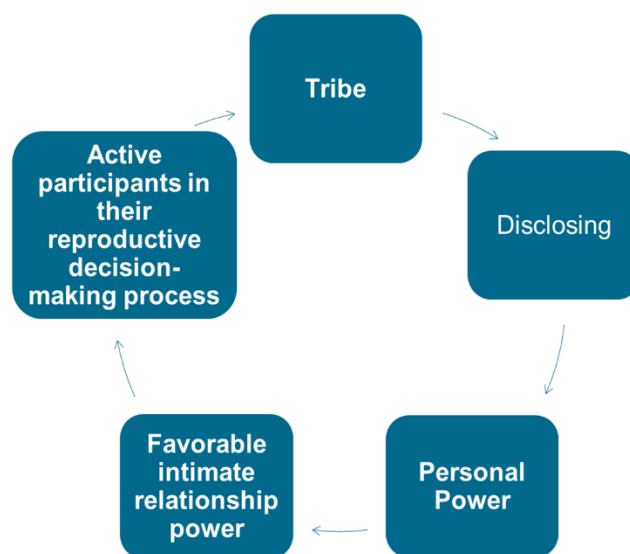 Tribe
Disclosing
Personal
Power
Favorable
intimate
relationship
power
Active
participants in
their
reproductive
decision-
making process